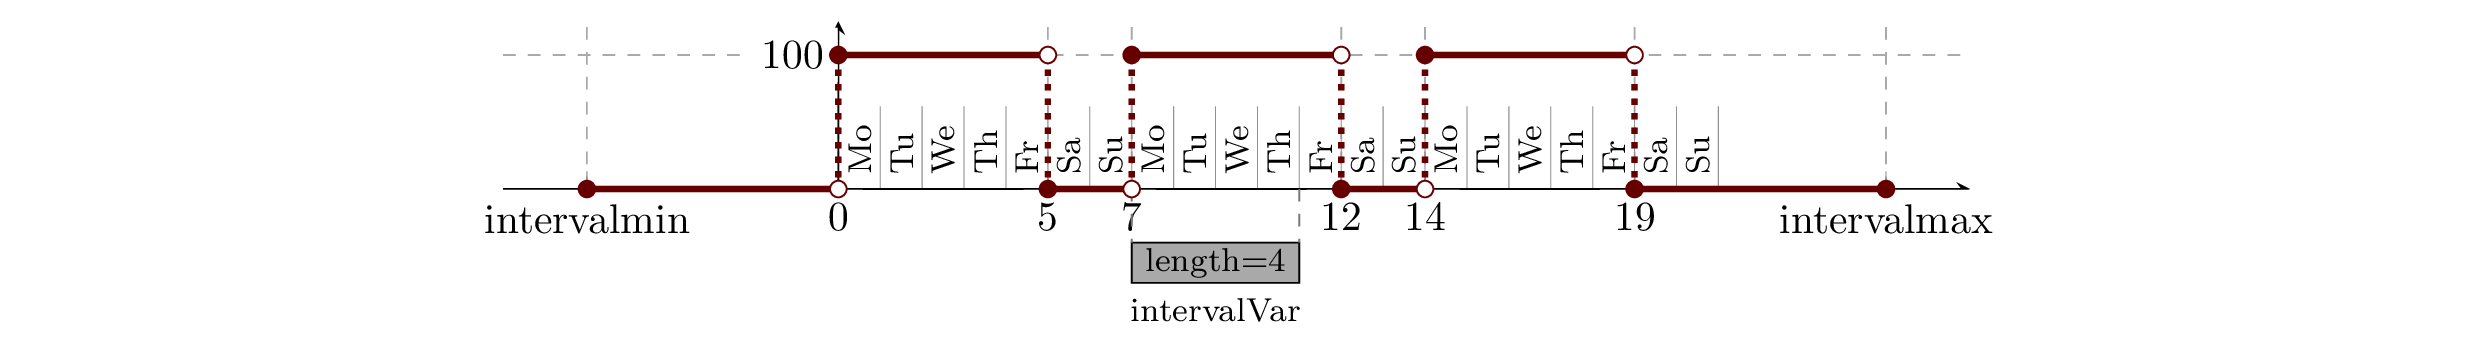 100
Mo Tu We Th Fr Sa Su Mo Tu We Th Fr Sa Su Mo Tu We Th Fr Sa Su
intervalmin 0 5 7 12 14 19 intervalmax
length=4
intervalVar